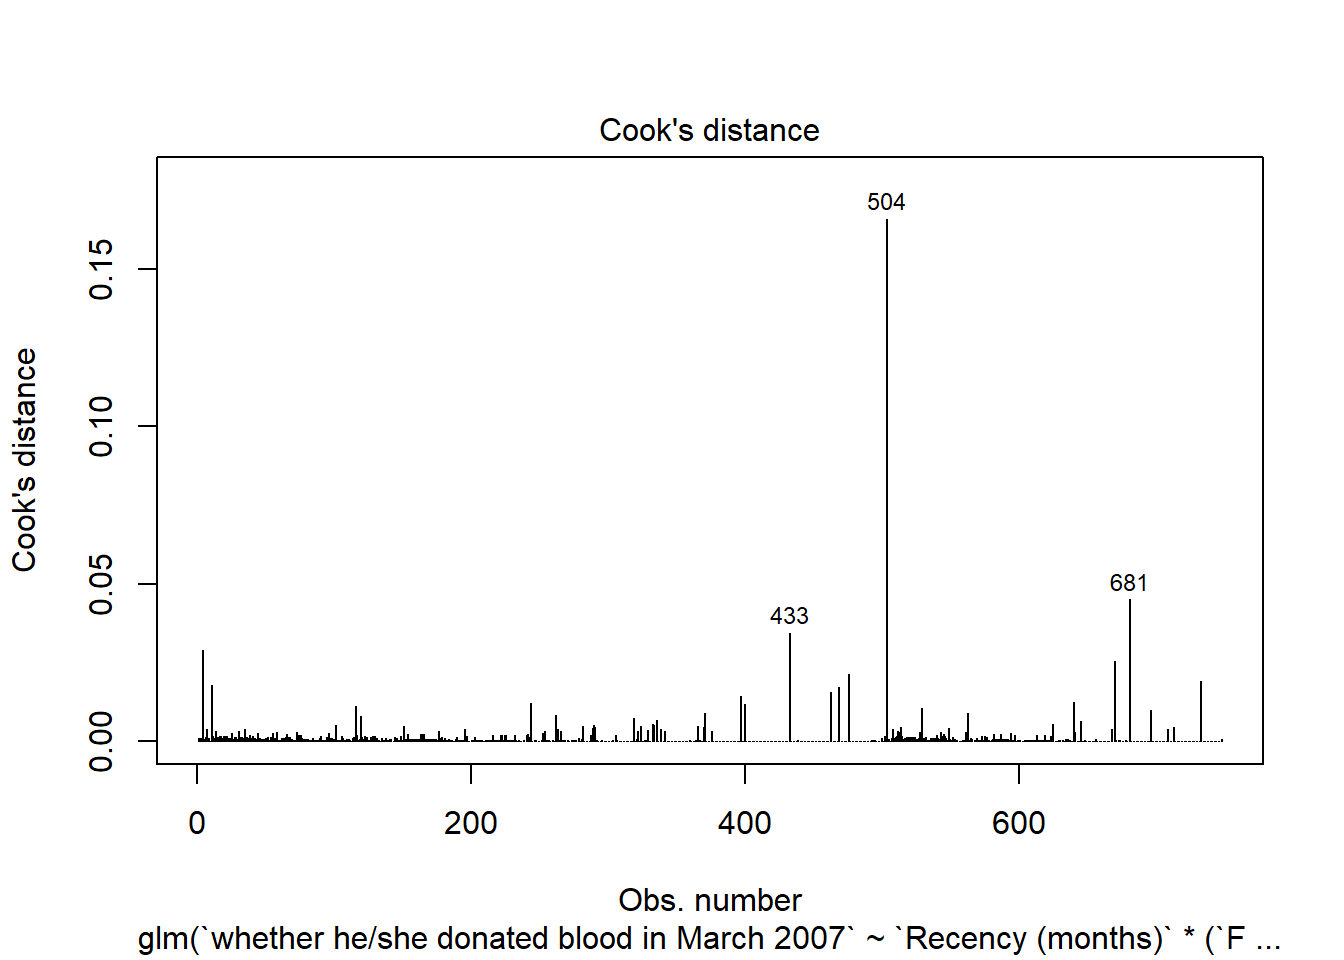 Cook's distance
504
681
433
0.15
0.10
0.05
0.00
Cook's distance
0 200 400 600
Obs. number
glm(`whether he/she donated blood in March 2007` ~ `Recency (months)` * (`F ...